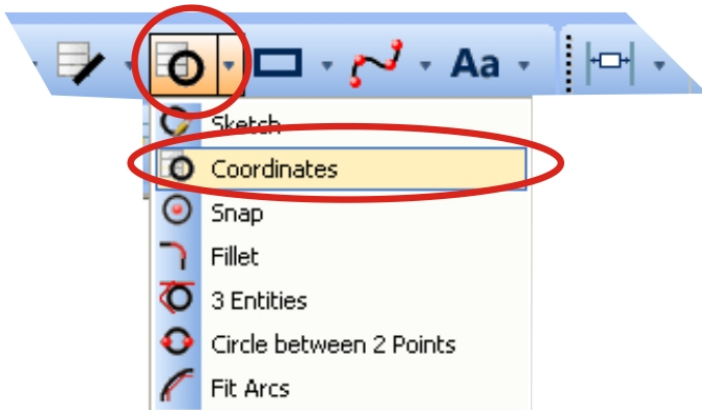 Aa
Sketch
Coordinates
Snap
Fillet
3 Entities
Circle between 2 Points
Fit Arcs